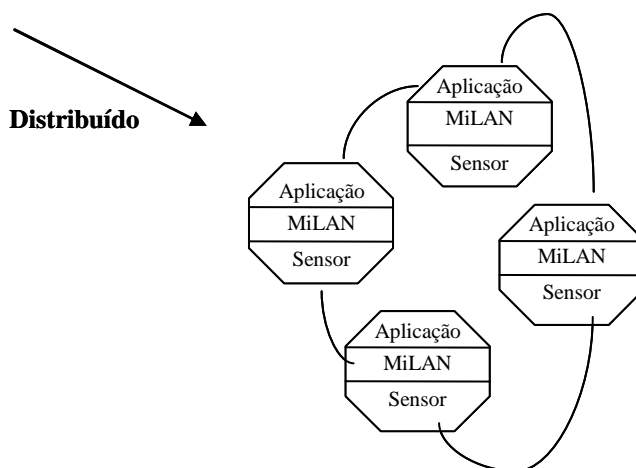 Distribuído
Aplicação
MiLAN
Sensor
Aplicação
MiLAN
Sensor
Aplicação
MiLAN
Sensor
Aplicação
MiLAN
Sensor